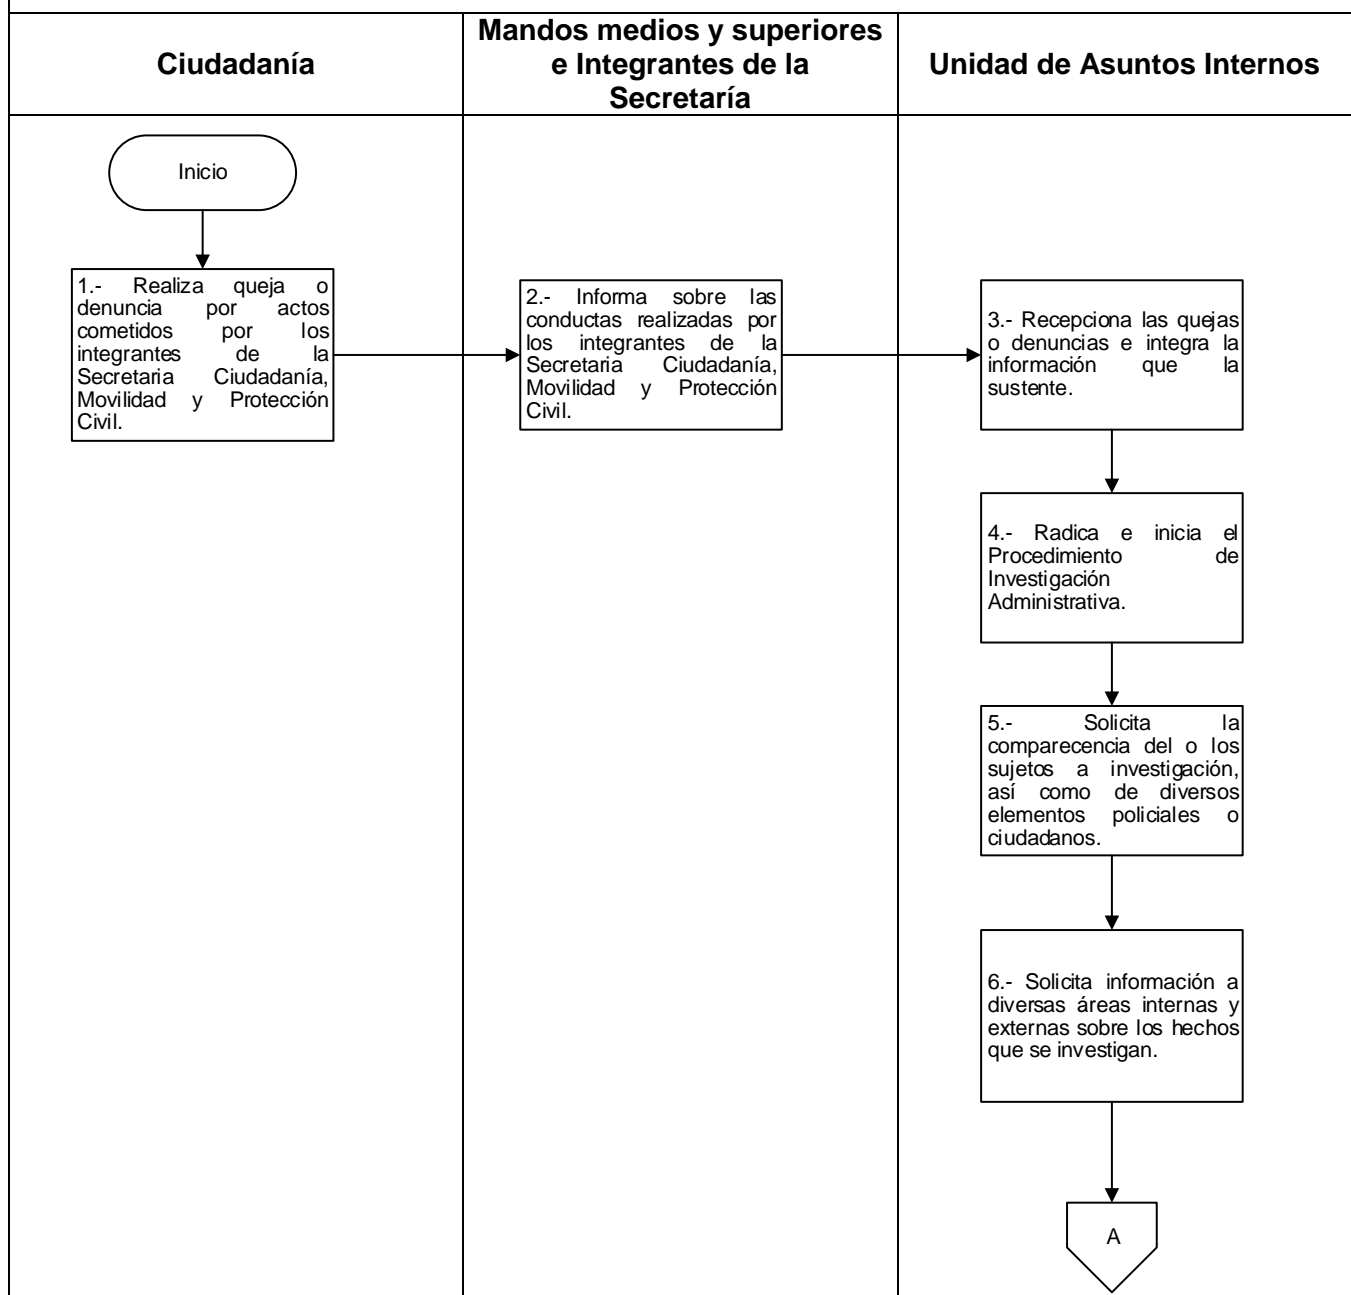 Ciudadanía
Mandos medios y superiores
e Integrantes de la
Secretaría
Unidad de Asuntos Internos
Inicio
1.- Realiza queja o
denuncia por actos
cometidos por los
integrantes de la
Secretaria Ciudadanía,
Movilidad y Protección
Civil.
2.- Informa sobre las
conductas realizadas por
los integrantes de la
Secretaria Ciudadanía,
Movilidad y Protección
Civil.
3.- Recepciona las quejas
o denuncias e integra la
información que la
sustente.
4.- Radica e inicia el
Procedimiento de
Investigación
Administrativa.
5.- Solicita la
comparecencia del o los
sujetos a investigación,
así como de diversos
elementos policiales o
ciudadanos.
6.- Solicita información a
diversas áreas internas y
externas sobre los hechos
que se investigan.
A